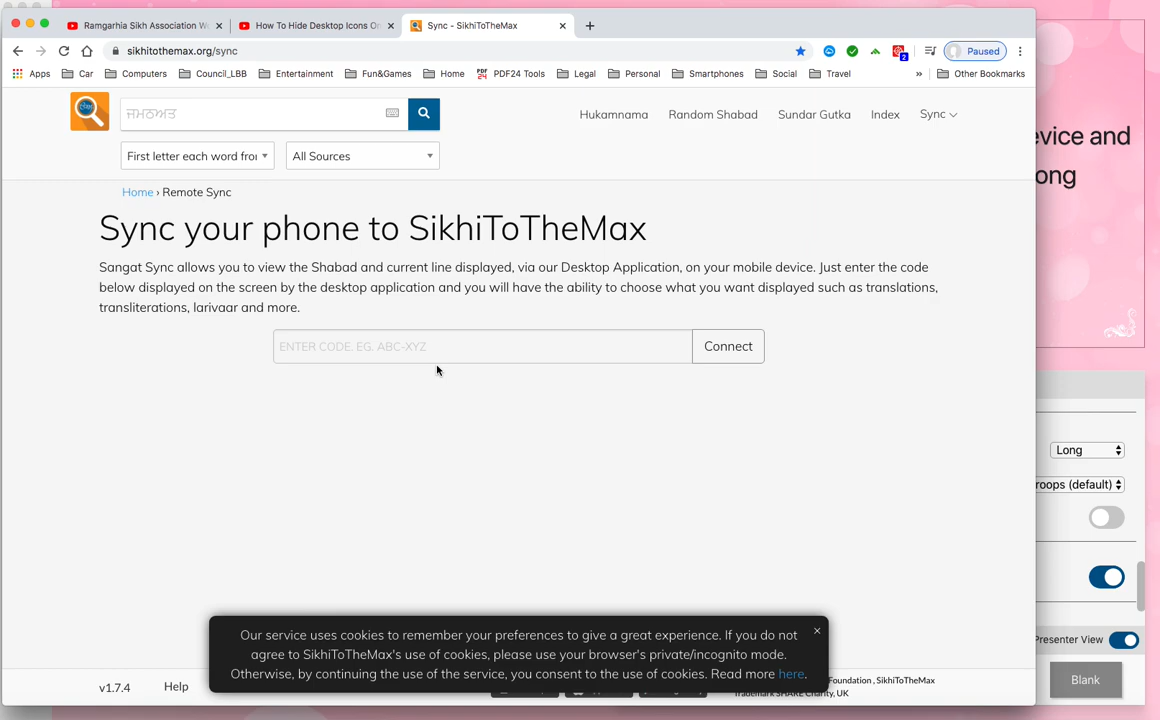 Ramgarhia Sikh Association W
How To Hide Desktop Icons O
Sync - SikhiToTheMax
sikhitothemax.org/sync
Paused
Apps Car Computers Council_LBB Entertainment Fun&Games Home PDF24 Tools Legal Personal Smartphones Social Travel » Other Bookmarks
ਜਮਠਅਤ
Hukamnama Random Shabad Sundar Gutka Index Sync
First letter each word fro
All Sources
Home › Remote Sync
Sync your phone to SikhiToTheMax
Sangat Sync allows you to view the Shabad and current line displayed, via our Desktop Application, on your mobile device. Just enter the code
below displayed on the screen by the desktop application and you will have the ability to choose what you want displayed such as translations,
transliterations, larivaar and more.
ENTER CODE, EG. ABC-XYZ
Connect
Our service uses cookies to remember your preferences to give a great experience. If you do not
agree to SikhiToTheMax's use of cookies, please use your browser's private/incognito mode.
Otherwise, by continuing the use of the service, you consent to the use of cookies. Read more here.
v1.7.4 Help
Foundation , SikhiToTheMax
Trademark SHARE Charity, UK
evice and
ong
Long
roops (default)
Presenter View
Blank